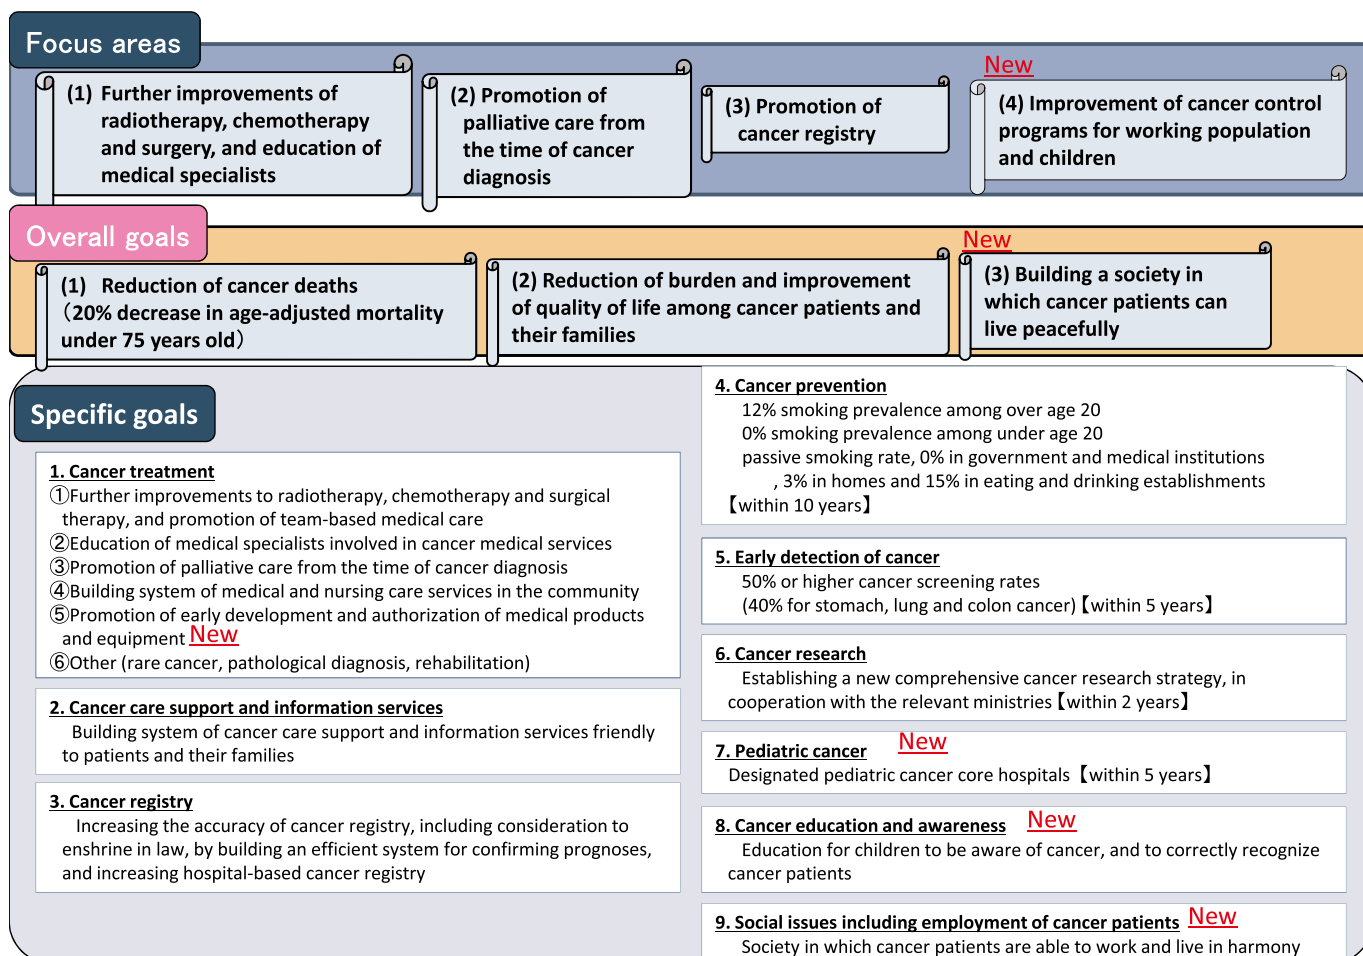 Focus areas
(1) Further improvements of
radiotherapy, chemotherapy
and surgery, and education of
medical specialists
(2) Promotion of
palliative care from
the time of cancer
diagnosis
(3) Promotion of
cancer registry
New
(4) Improvement of cancer control
programs for working population
and children
Overall goals
(1) Reduction of cancer deaths
（20% decrease in age-adjusted mortality
under 75 years old）
(2) Reduction of burden and improvement
of quality of life among cancer patients and
their families
New
(3) Building a society in
which cancer patients can
live peacefully
Specific goals
1. Cancer treatment
①Further improvements to radiotherapy, chemotherapy and surgical
therapy, and promotion of team-based medical care
②Education of medical specialists involved in cancer medical services
③Promotion of palliative care from the time of cancer diagnosis
④Building system of medical and nursing care services in the community
⑤Promotion of early development and authorization of medical products
and equipment New
⑥Other (rare cancer, pathological diagnosis, rehabilitation)
2. Cancer care support and information services
Building system of cancer care support and information services friendly
to patients and their families
3. Cancer registry
Increasing the accuracy of cancer registry, including consideration to
enshrine in law, by building an efficient system for confirming prognoses,
and increasing hospital-based cancer registry
4. Cancer prevention
12% smoking prevalence among over age 20
0% smoking prevalence among under age 20
passive smoking rate, 0% in government and medical institutions
, 3% in homes and 15% in eating and drinking establishments
【within 10 years】
5. Early detection of cancer
50% or higher cancer screening rates
(40% for stomach, lung and colon cancer)【within 5 years】
6. Cancer research
Establishing a new comprehensive cancer research strategy, in
cooperation with the relevant ministries【within 2 years】
7. Pediatric cancer New
Designated pediatric cancer core hospitals【within 5 years】
8. Cancer education and awareness New
Education for children to be aware of cancer, and to correctly recognize
cancer patients
9. Social issues including employment of cancer patients New
Society in which cancer patients are able to work and live in harmony